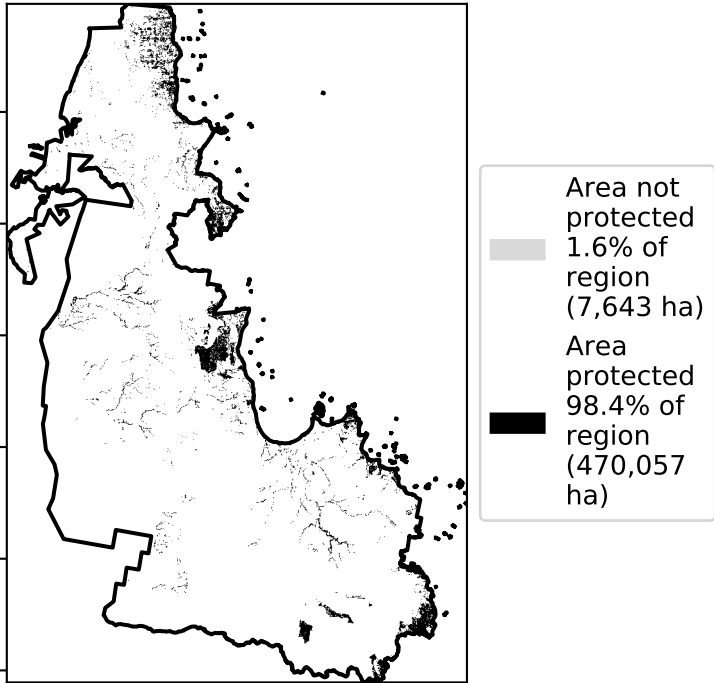 Area not
protected
1.6% of
region
(7,643 ha)
Area
protected
98.4% of
region
(470,057
ha)